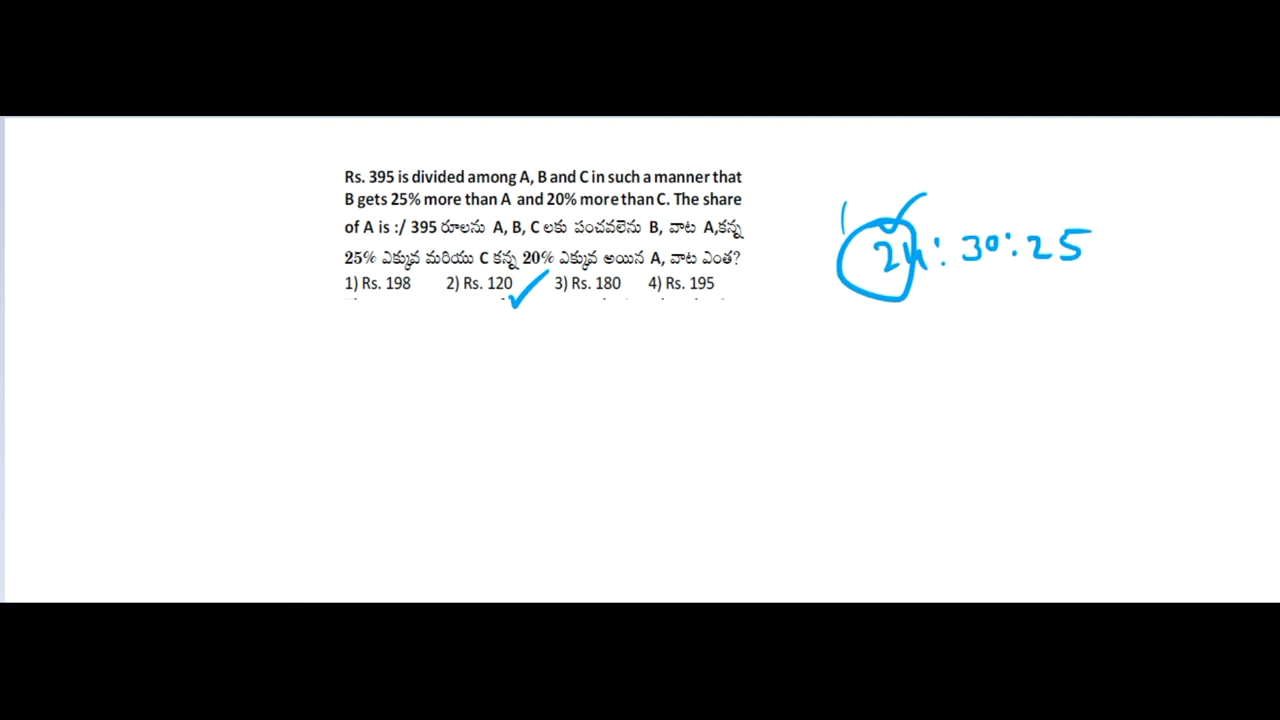 Rs. 395 is divided among A, B and C in such a manner that
B gets 25% more than A and 20% more than C. The share
of A is :/ 395 రూలను A, B, C లకు పంచవలెను B, వాట A,కన్న
25% ఎక్కువ మరియు C కన్న 20% ఎక్కువ అయిన A, వాట ఎంత?
1) Rs. 198 2) Rs. 120 3) Rs. 180 4) Rs. 195
24:30:25